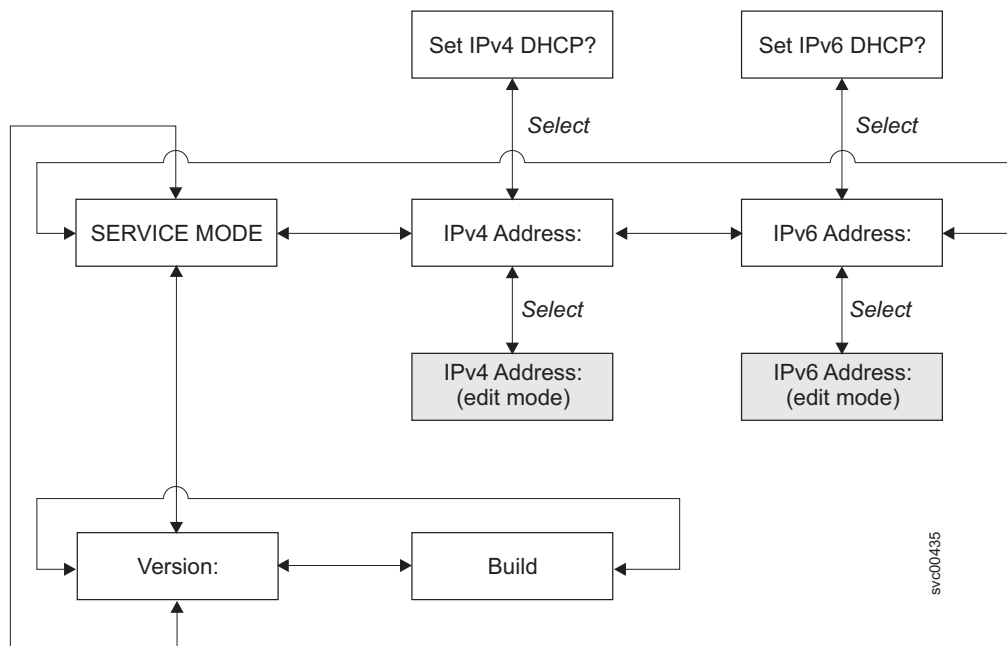 Set IPv4 DHCP?
Set IPv6 DHCP?
Select
Select
SERVICE MODE
IPv4 Address:
IPv6 Address:
Select
Select
IPv4 Address:
(edit mode)
IPv6 Address:
(edit mode)
Version:
Build
svc00435